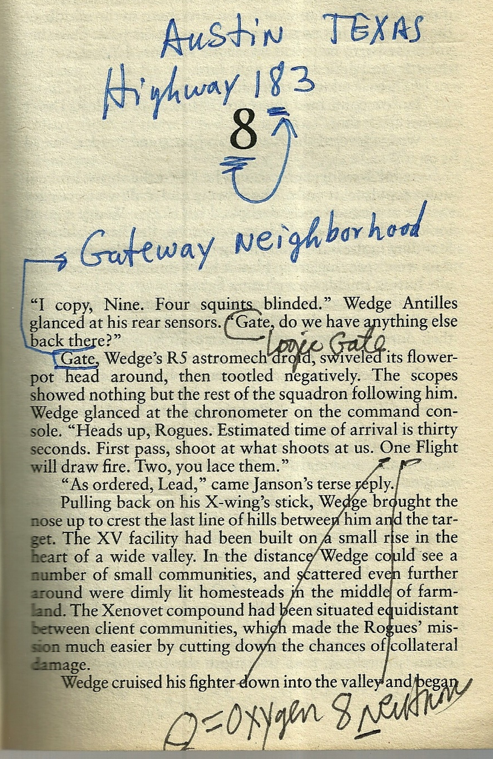 Austin TEXAS
Highway 183
8
Gateway Neighborhood
"I copy, Nine. Four squints blinded." Wedge Antilles
glanced at his rear sensors. "Gate, do we have anything else
back there?"
Logic Gate
Gate, Wedge's R5 astromech droid, swiveled its flower-
pot head around, then tootled negatively. The scopes
showed nothing but the rest of the squadron following him.
Wedge glanced at the chronometer on the command con-
sole. "Heads up, Rogues. Estimated time of arrival is thirty
seconds. First pass, shoot at what shoots at us. One Flight
will draw fire. Two, you lace them."
"As ordered, Lead," came Janson's terse reply.
Pulling back on his X-wing's stick, Wedge brought the
nose up to crest the last line of hills between him and the tar-
get. The XV facility had been built on a small rise in the
heart of a wide valley. In the distance Wedge could see a
number of small communities, and scattered even further
around were dimly lit homesteads in the middle of farm-
land. The Xenovet compound had been situated equidistant
between client communities, which made the Rogues' mis-
sion much easier by cutting down the chances of collateral
damage.
Wedge cruised his fighter down into the valley and began
O=Oxygen 8 Neutron